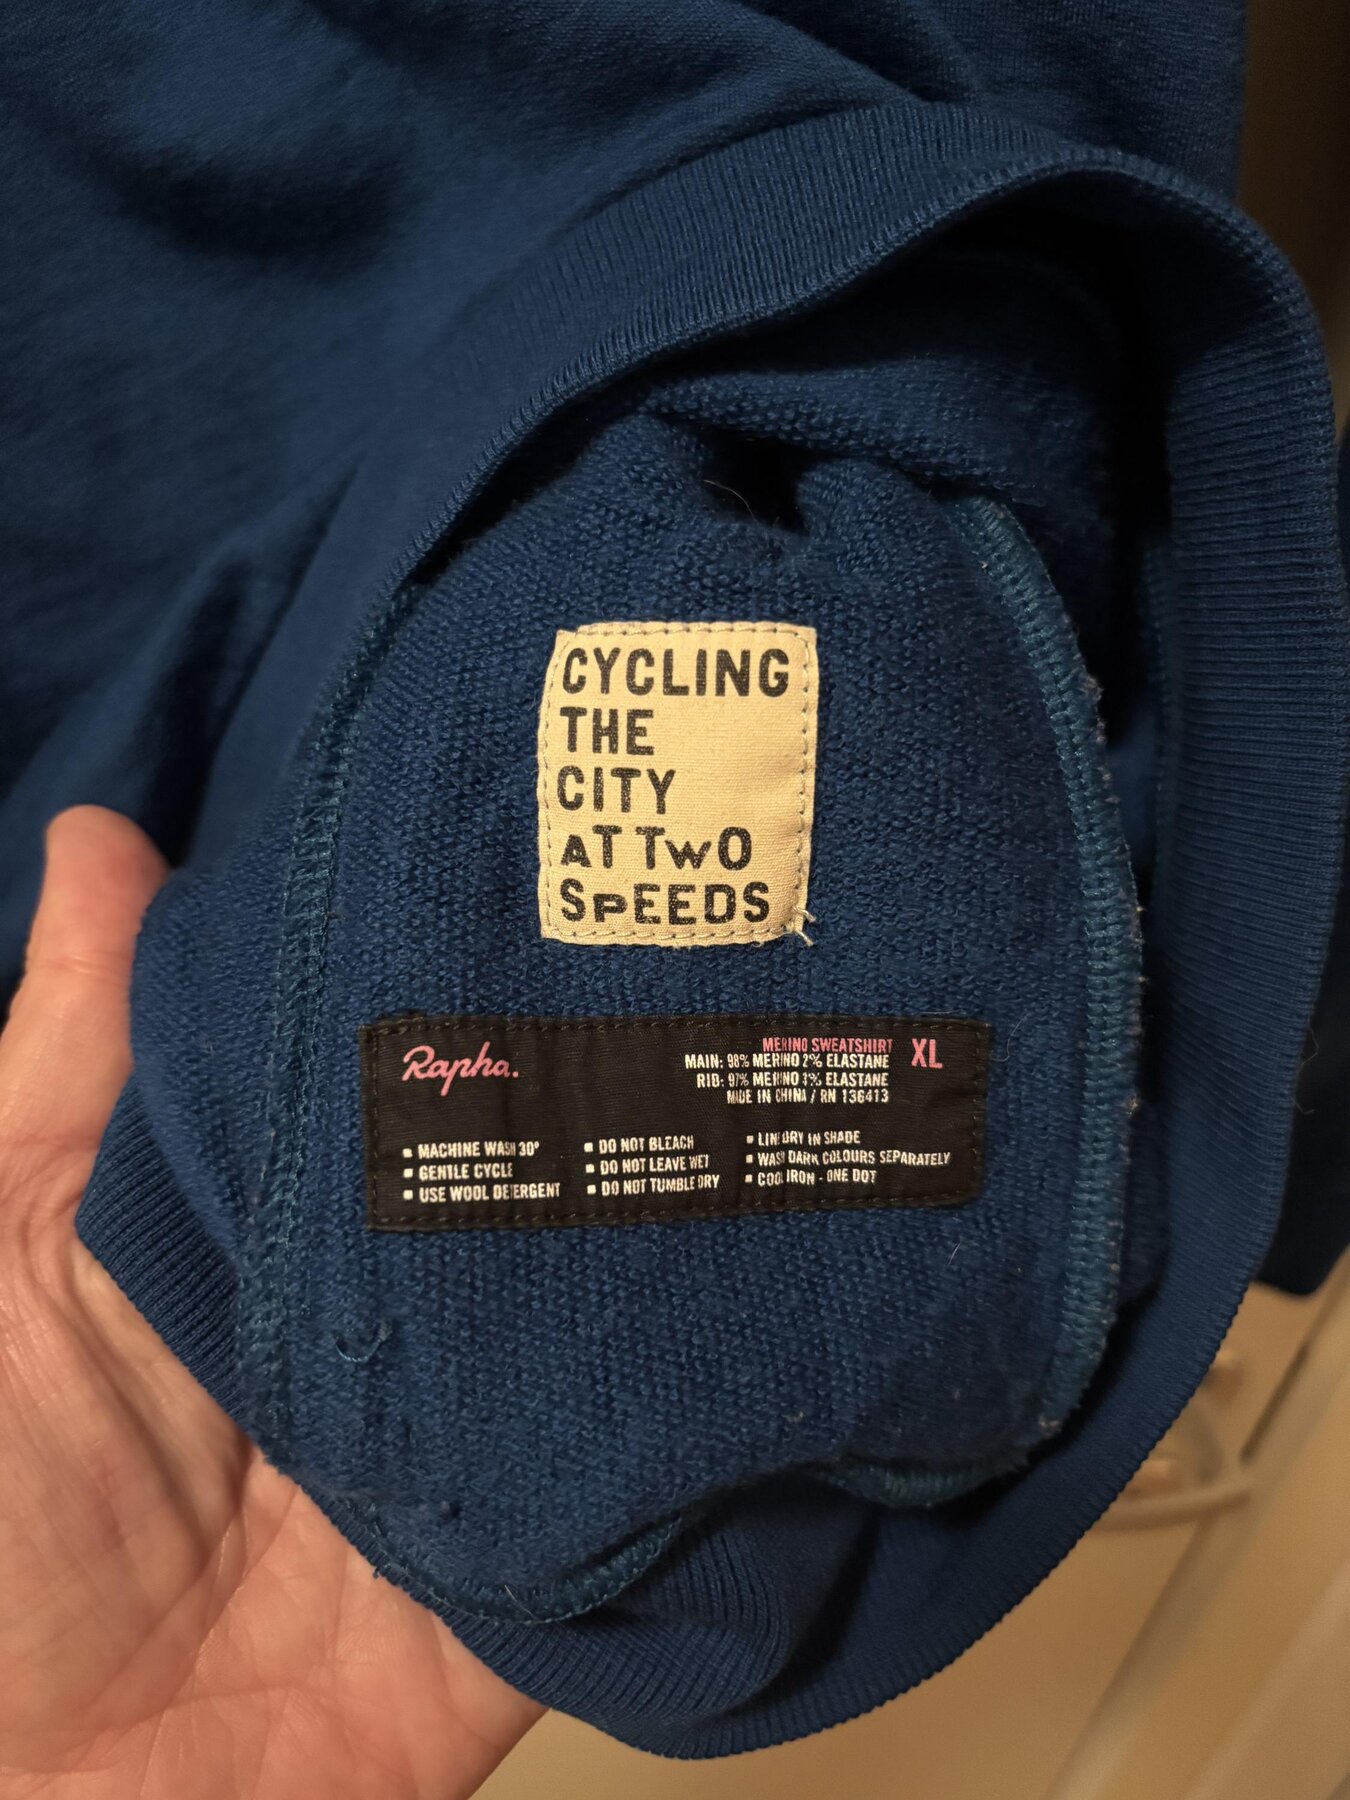 CYCLING
THE
CITY
aT TwO
SpEEDS
Rapha.
MERINO SWEATSHIRT XL
MAIN: 98% MERINO 2% ELASTANE
RIB: 97% MERINO 3% ELASTANE
MADE IN CHINA / RN 136413
▪ MACHINE WASH 30°
▪ GENTLE CYCLE
▪ USE WOOL DETERGENT
▪ DO NOT BLEACH
▪ DO NOT LEAVE WET
▪ DO NOT TUMBLE DRY
▪ LINE DRY IN SHADE
▪ WASH DARK COLOURS SEPARATELY
▪ COOL IRON - ONE DOT